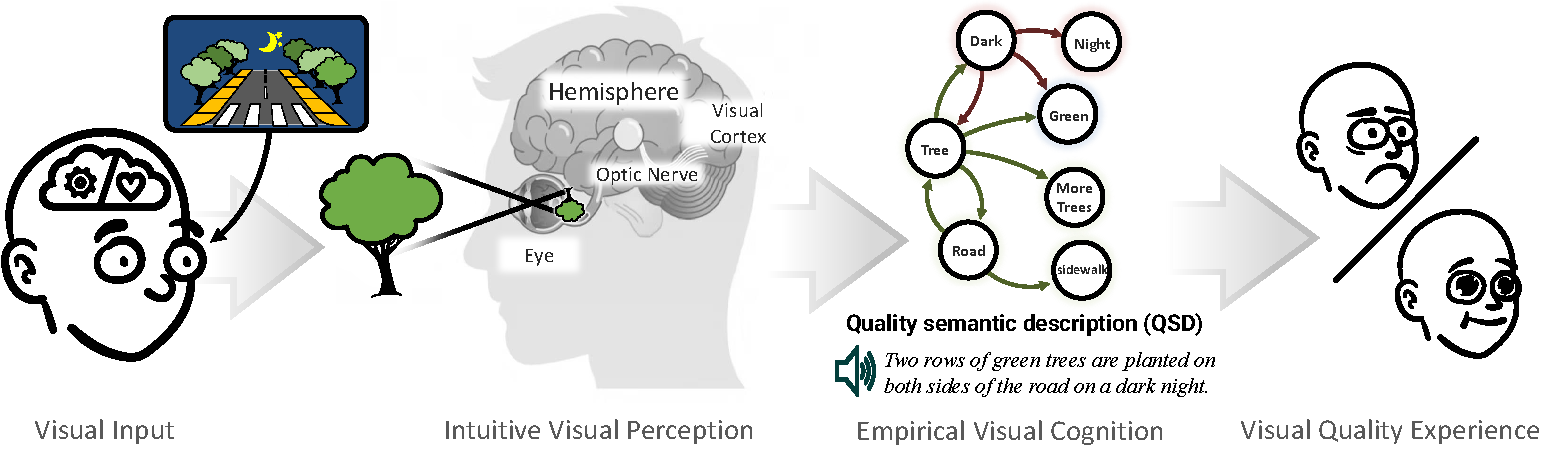 Hemisphere
Visual
Cortex
Optic Nerve
Eye
Dark
Night
Green
Tree
More
Trees
Road
sidewalk
Quality semantic description (QSD)
Two rows of green trees are planted on
both sides of the road on a dark night.
Visual Input
Intuitive Visual Perception
Empirical Visual Cognition
Visual Quality Experience